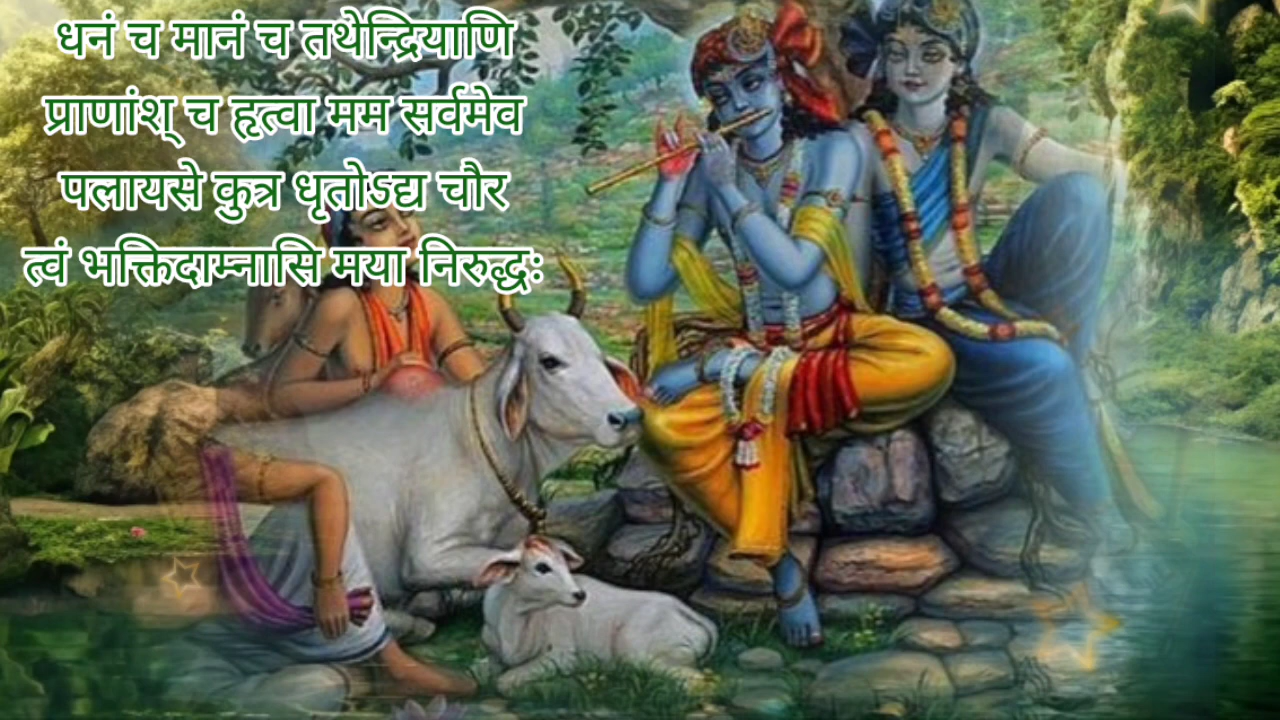 धनं च मानं च तथेन्द्रियाणि
प्राणांश् च हृत्वा मम सर्वमेव
पलायसे कुत्र धृतोऽद्य चौर
त्वं भक्तिदाम्नासि मया निरुद्धः